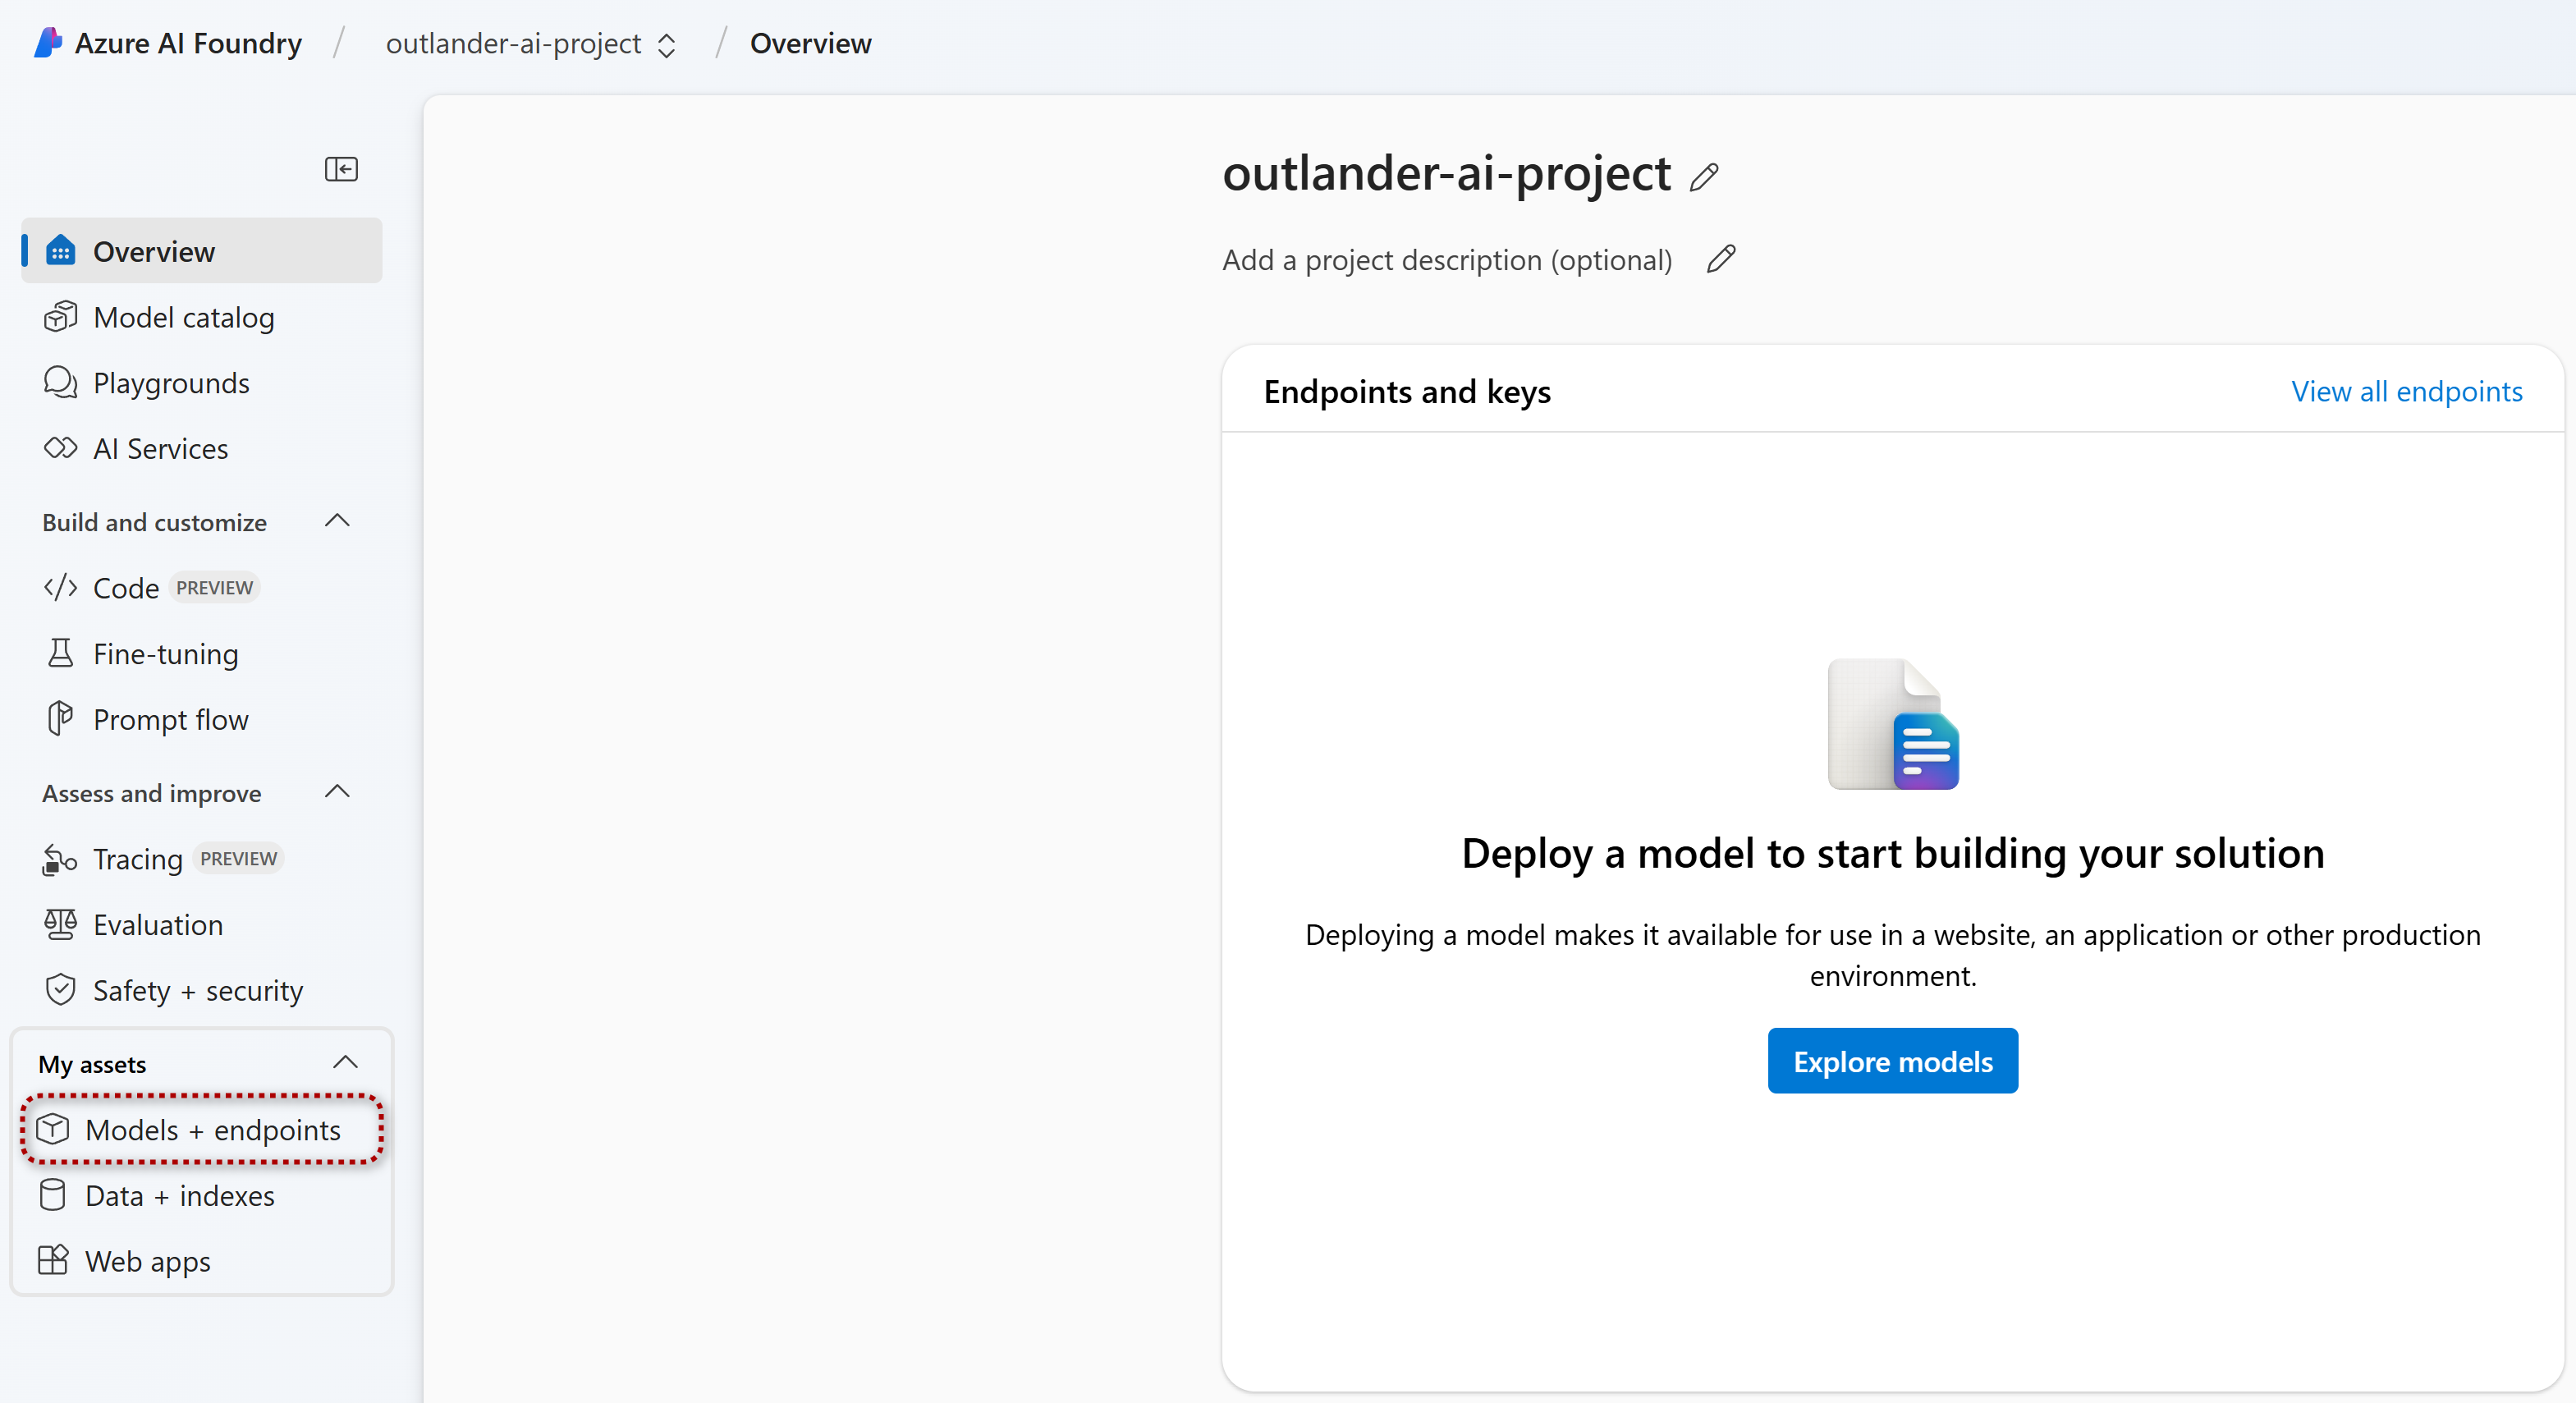 Azure AI Foundry / outlander-ai-project / Overview
Overview
Model catalog
Playgrounds
AI Services
Build and customize
Code PREVIEW
Fine-tuning
Prompt flow
Assess and improve
Tracing PREVIEW
Evaluation
Safety + security
My assets
Models + endpoints
Data + indexes
Web apps
outlander-ai-project
Add a project description (optional)
Endpoints and keys
View all endpoints
Deploy a model to start building your solution
Deploying a model makes it available for use in a website, an application or other production
environment.
Explore models